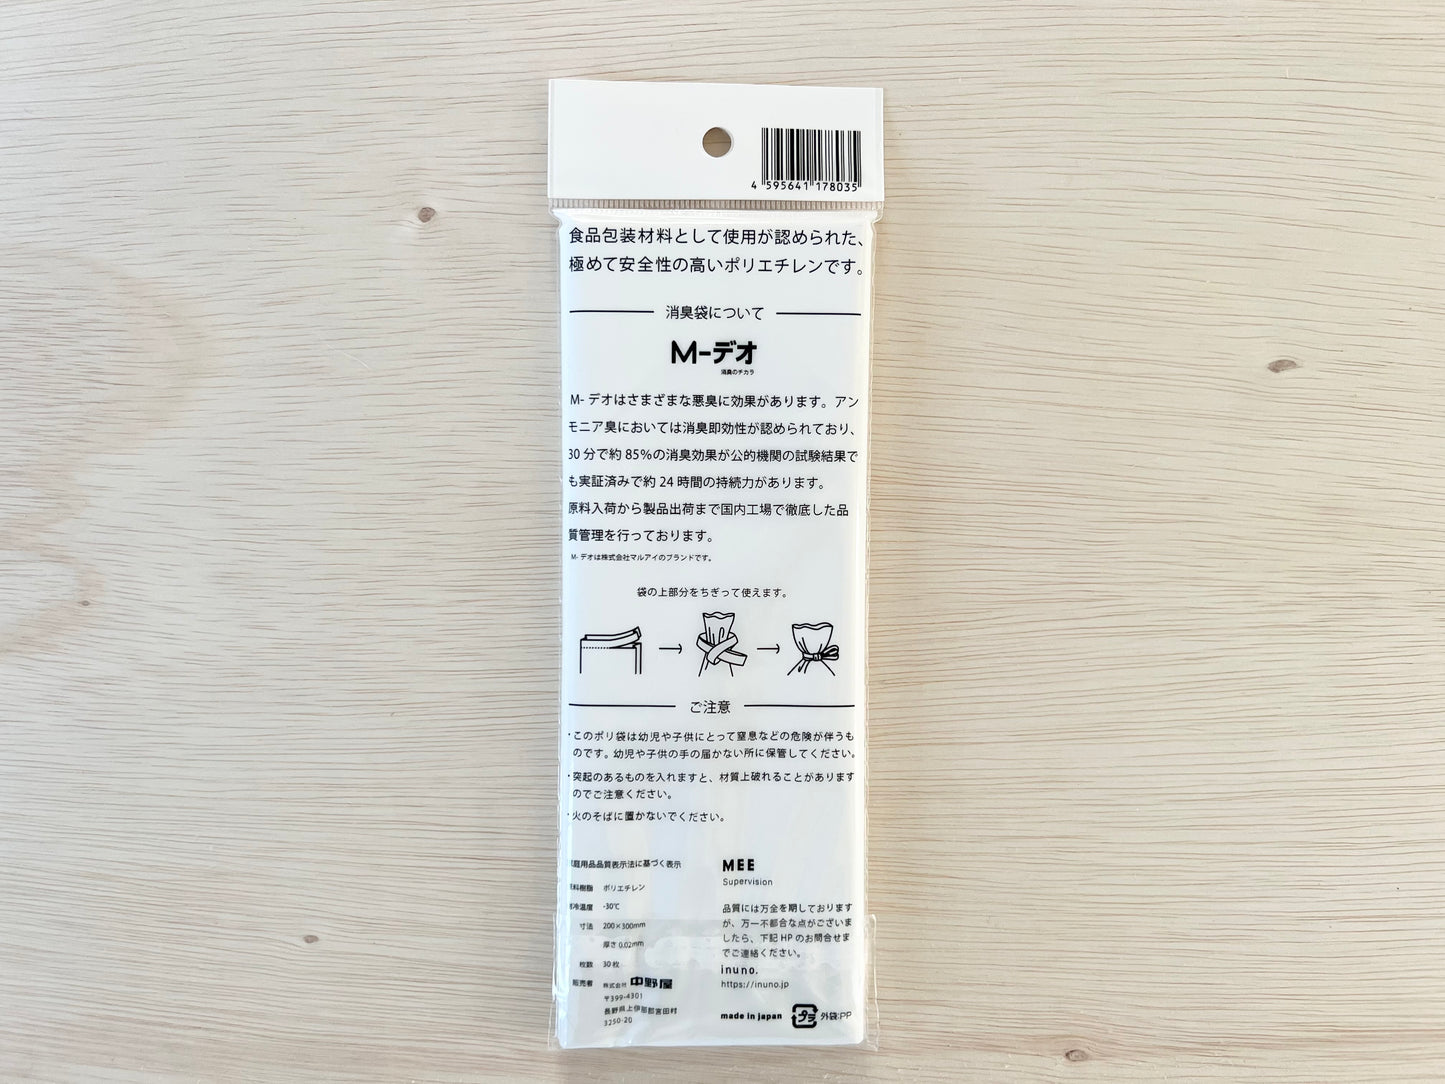 4 595641 178035
食品包装材料として使用が認められた、
極めて安全性の高いポリエチレンです。
消臭袋について
M-デオ
消臭のチカラ
M- デオはさまざまな悪臭に効果があります。アン
モニア臭においては消臭即効性が認められており、
30 分で約 85%の消臭効果が公的機関の試験結果で
も実証済みで約 24 時間の持続力があります。
原料入荷から製品出荷まで国内工場で徹底した品
質管理を行っております。
M- デオは株式会社マルアイのブランドです。
袋の上部分をちぎって使えます。
ご注意
・このポリ袋は幼児や子供にとって窒息などの危険が伴うも
のです。幼児や子供の手の届かない所に保管してください。
・突起のあるものを入れますと、材質上破れることがあります
のでご注意ください。
・火のそばに置かないでください。
家庭用品品質表示法に基づく表示
原料樹脂 ポリエチレン
耐冷温度 -30℃
寸法 200×300mm
厚さ 0.02mm
枚数 30 枚
販売者 株式会社 中野屋
〒399-4301
長野県上伊那郡宮田村
3250-20
MEE
Supervision
品質には万全を期しております
が、万一不都合な点がございま
したら、下記 HP のお問合せま
でご連絡ください。
inuno.
https://inuno.jp
made in japan プラ 外袋:PP